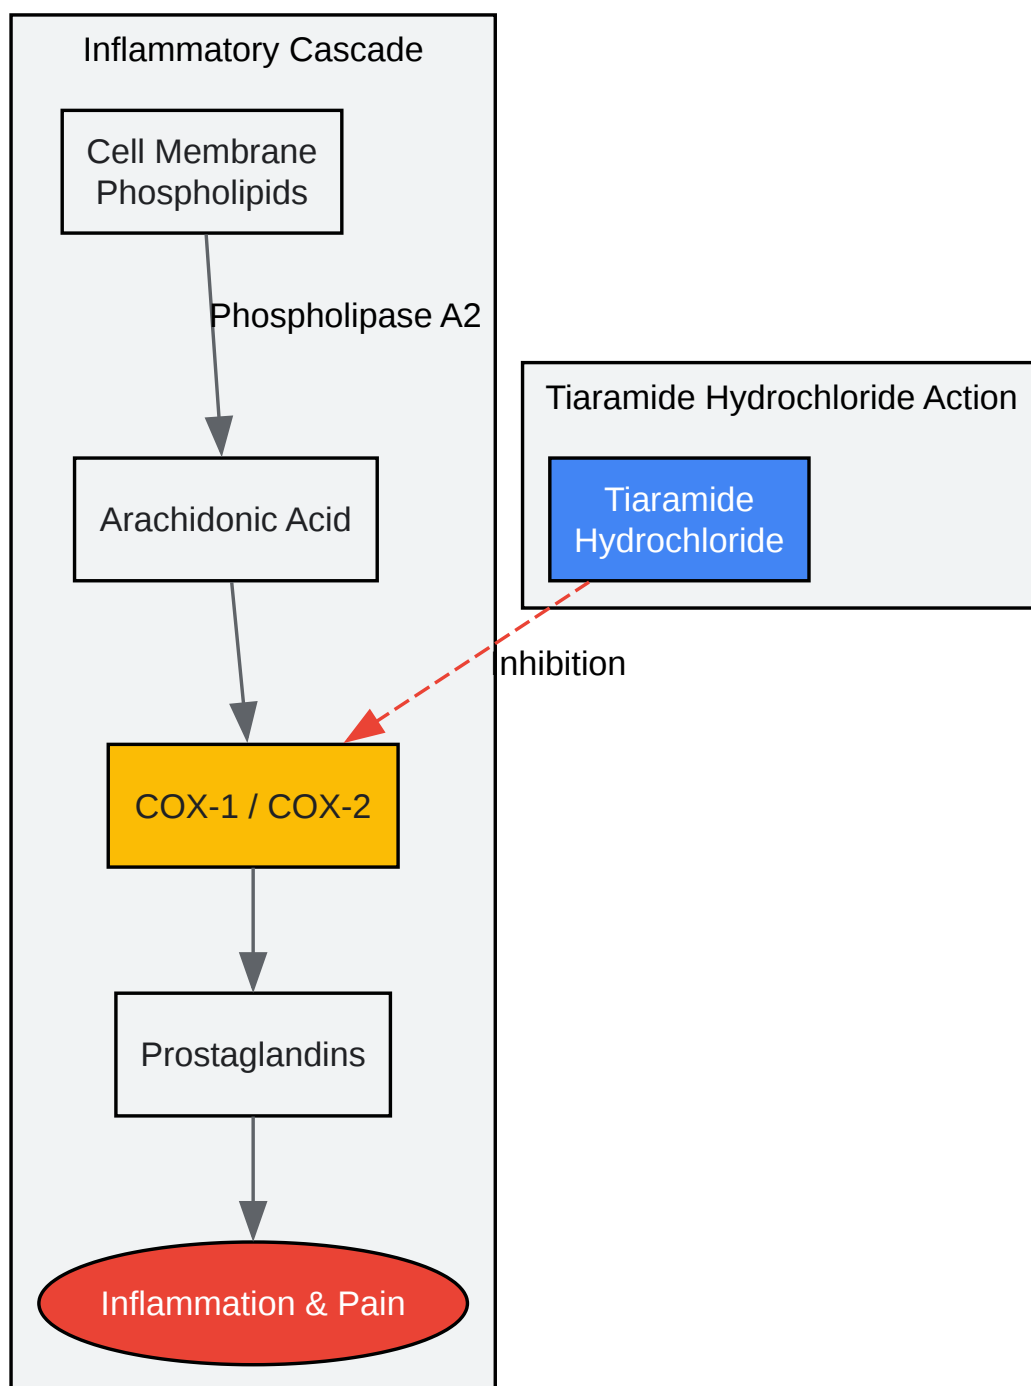 Inflammatory Cascade
Cell Membrane
Phospholipids
Phospholipase A2
Tiaramide Hydrochloride Action
Tiaramide
Hydrochloride
Arachidonic Acid
Inhibition
COX-1 / COX-2
Prostaglandins
Inflammation & Pain